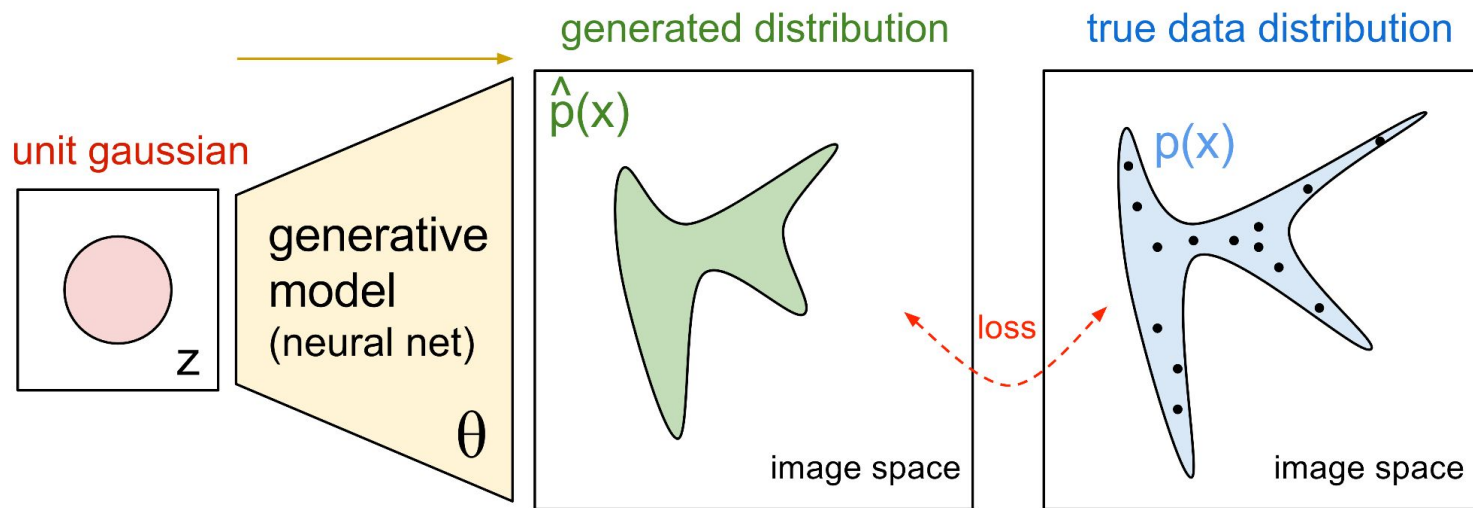 generated distribution
true data distribution
unit gaussian
z
generative
model
(neural net)
θ
p̂(x)
image space
loss
p(x)
image space